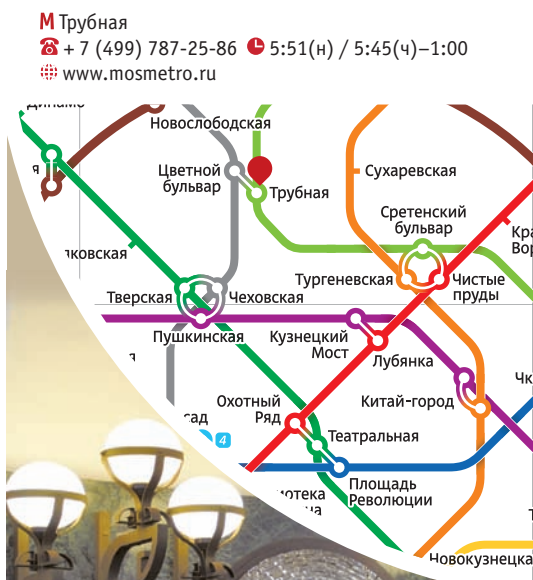 М Трубная
+ 7 (499) 787-25-86 5:51(н) / 5:45(ч)–1:00
www.mosmetro.ru
Новослободская
Цветной
бульвар
Сухаревская
Трубная
Сретенский
бульвар
Тургеневская
Чистые
пруды
Тверская
Чеховская
Пушкинская
Кузнецкий
Мост
Лубянка
Охотный
Ряд
Китай-город
4
Театральная
Площадь
Революции